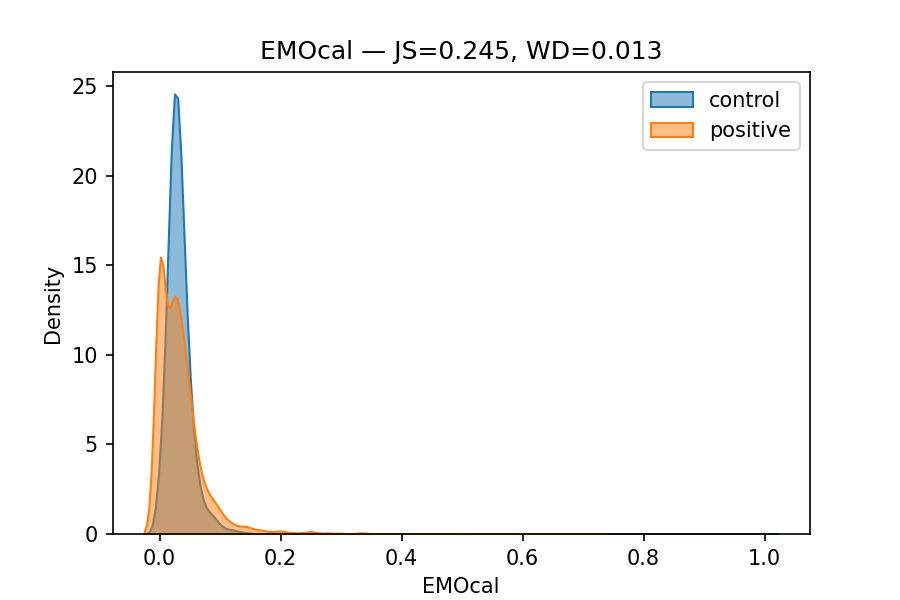 EMOcal — JS=0.245, WD=0.013
control
positive
Density
25
20
15
10
5
0
0.0 0.2 0.4 0.6 0.8 1.0
EMOcal